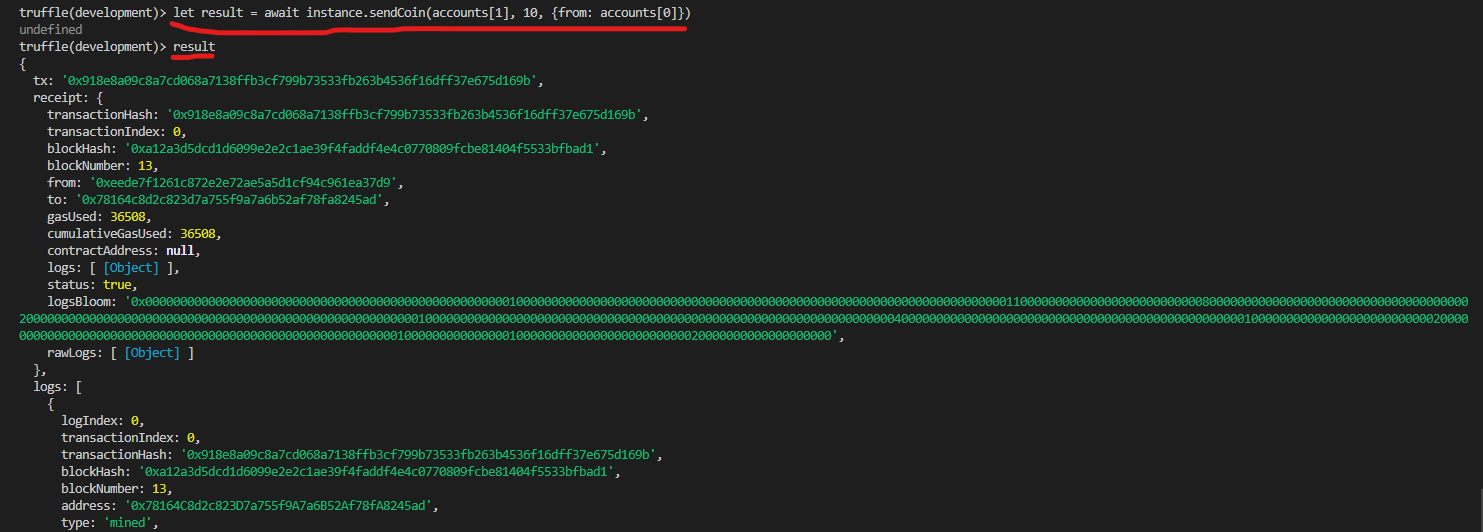 truffle(development)> let result = await instance.sendCoin(accounts[1], 10, {from: accounts[0]})
undefined
truffle(development)> result
{
tx: '0x918e8a09c8a7cd068a7138ffb3cf799b73533fb263b4536f16dff37e675d169b',
receipt: {
transactionHash: '0x918e8a09c8a7cd068a7138ffb3cf799b73533fb263b4536f16dff37e675d169b',
transactionIndex: 0,
blockHash: '0xa12a3d5dcd1d6099e2e2c1ae39f4faddf4e4c0770809fcbe81404f5533bfbad1',
blockNumber: 13,
from: '0xeede7f1261c872e2e72ae5a5d1cf94c961ea37d9',
to: '0x78164c8d2c823d7a755f9a7a6b52af78fa8245ad',
gasUsed: 36508,
cumulativeGasUsed: 36508,
contractAddress: null,
logs: [ [Object] ],
status: true,
logsBloom:
rawLogs: [ [Object] ]
},
logs: [
{
logIndex: 0,
transactionIndex: 0,
transactionHash: '0x918e8a09c8a7cd068a7138ffb3cf799b73533fb263b4536f16dff37e675d169b',
blockHash: '0xa12a3d5dcd1d6099e2e2c1ae39f4faddf4e4c0770809fcbe81404f5533bfbad1',
blockNumber: 13,
address: '0x78164C8d2c823D7a755f9A7a6B52Af78fA8245ad',
type: 'mined',